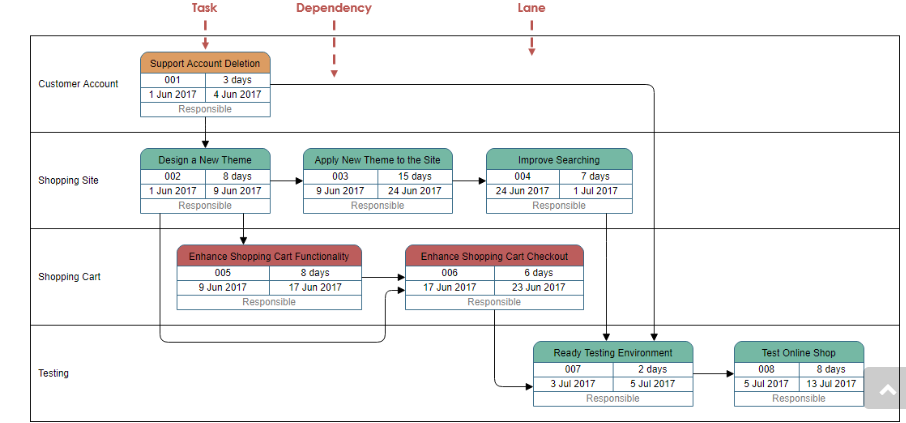 Task Dependency Lane
Customer Account
Support Account Deletion
001 3 days
1 Jun 2017 4 Jun 2017
Responsible
Shopping Site
Design a New Theme
002 8 days
1 Jun 2017 9 Jun 2017
Responsible
Apply New Theme to the Site
003 15 days
9 Jun 2017 24 Jun 2017
Responsible
Improve Searching
004 7 days
24 Jun 2017 1 Jul 2017
Responsible
Shopping Cart
Enhance Shopping Cart Functionality
005 8 days
9 Jun 2017 17 Jun 2017
Responsible
Enhance Shopping Cart Checkout
006 6 days
17 Jun 2017 23 Jun 2017
Responsible
Testing
Ready Testing Environment
007 2 days
3 Jul 2017 5 Jul 2017
Responsible
Test Online Shop
008 8 days
5 Jul 2017 13 Jul 2017
Responsible